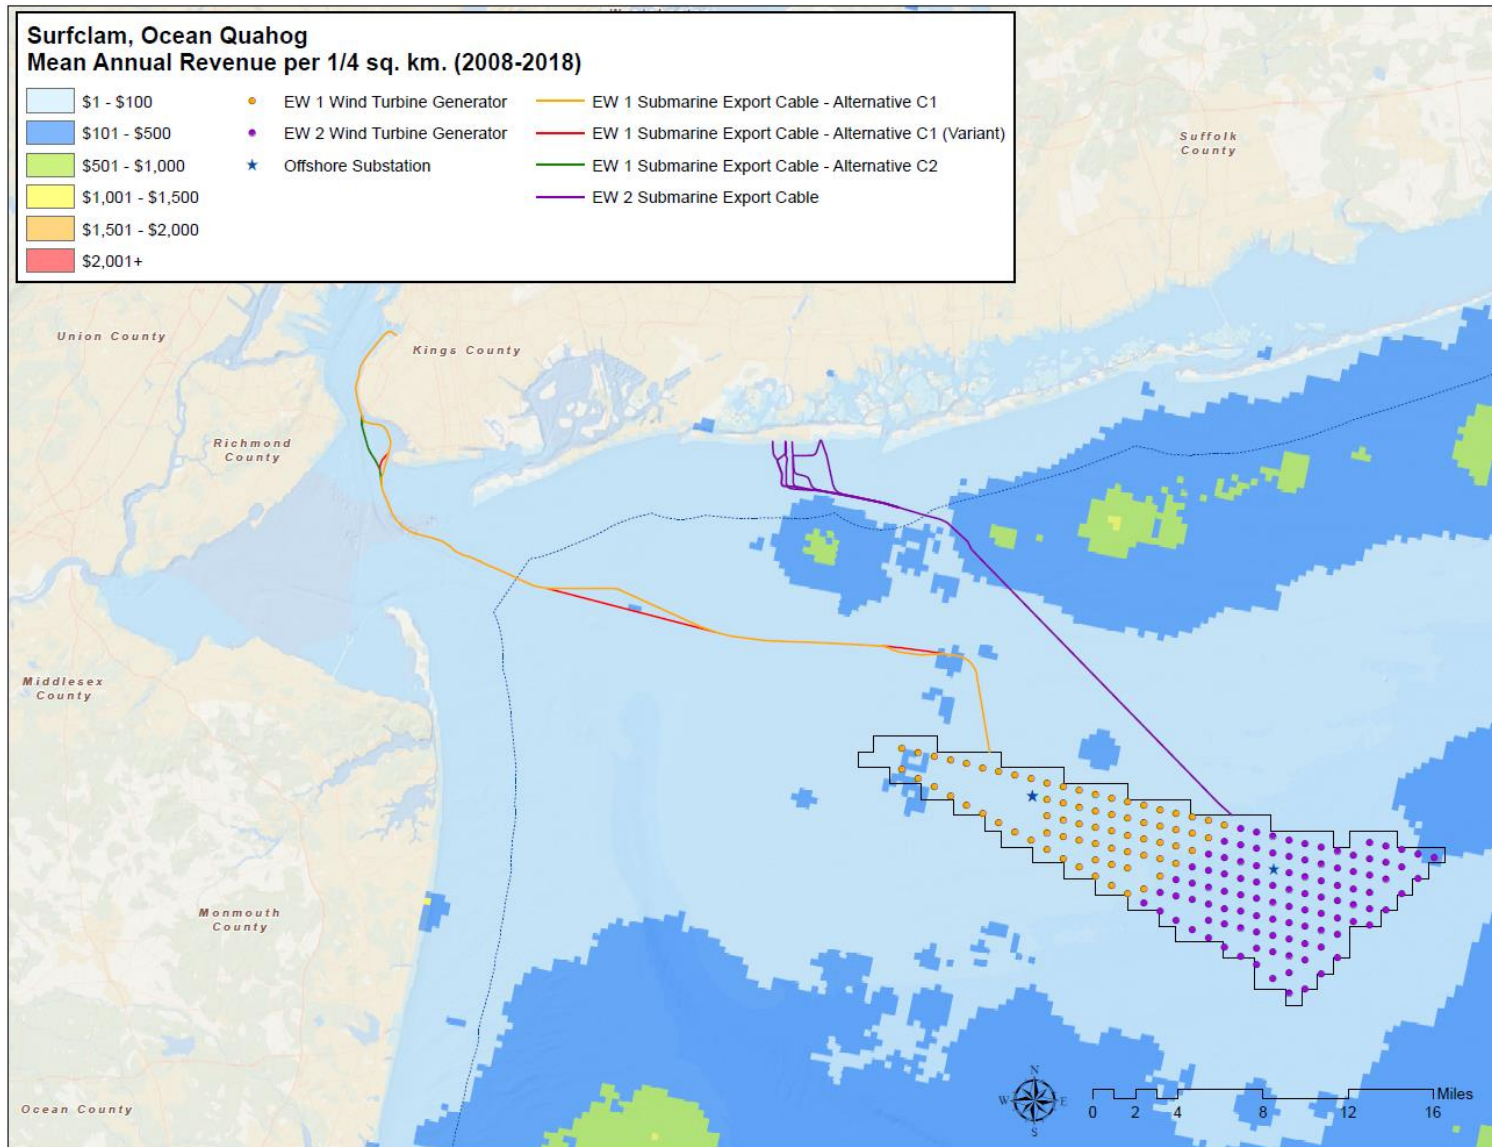 Surfclam, Ocean Quahog
Mean Annual Revenue per 1/4 sq. km. (2008-2018)
$1 - $100
$101 - $500
$501 - $1,000
$1,001 - $1,500
$1,501 - $2,000
$2,001+
EW 1 Wind Turbine Generator
EW 2 Wind Turbine Generator
Offshore Substation
EW 1 Submarine Export Cable - Alternative C1
EW 1 Submarine Export Cable - Alternative C1 (Variant)
EW 1 Submarine Export Cable - Alternative C2
EW 2 Submarine Export Cable
Suffolk
County
Union County
Kings County
Richmond
County
Middlesex
County
Monmouth
County
Ocean County
N
W E
S
Miles
0 2 4 8 12 16